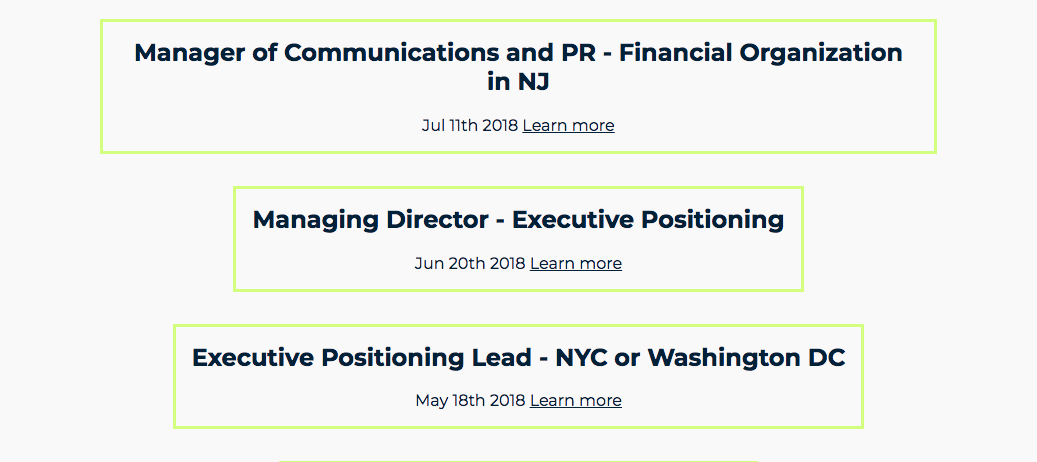 Manager of Communications and PR - Financial Organization
in NJ
Jul 11th 2018 Learn more
Managing Director - Executive Positioning
Jun 20th 2018 Learn more
Executive Positioning Lead - NYC or Washington DC
May 18th 2018 Learn more